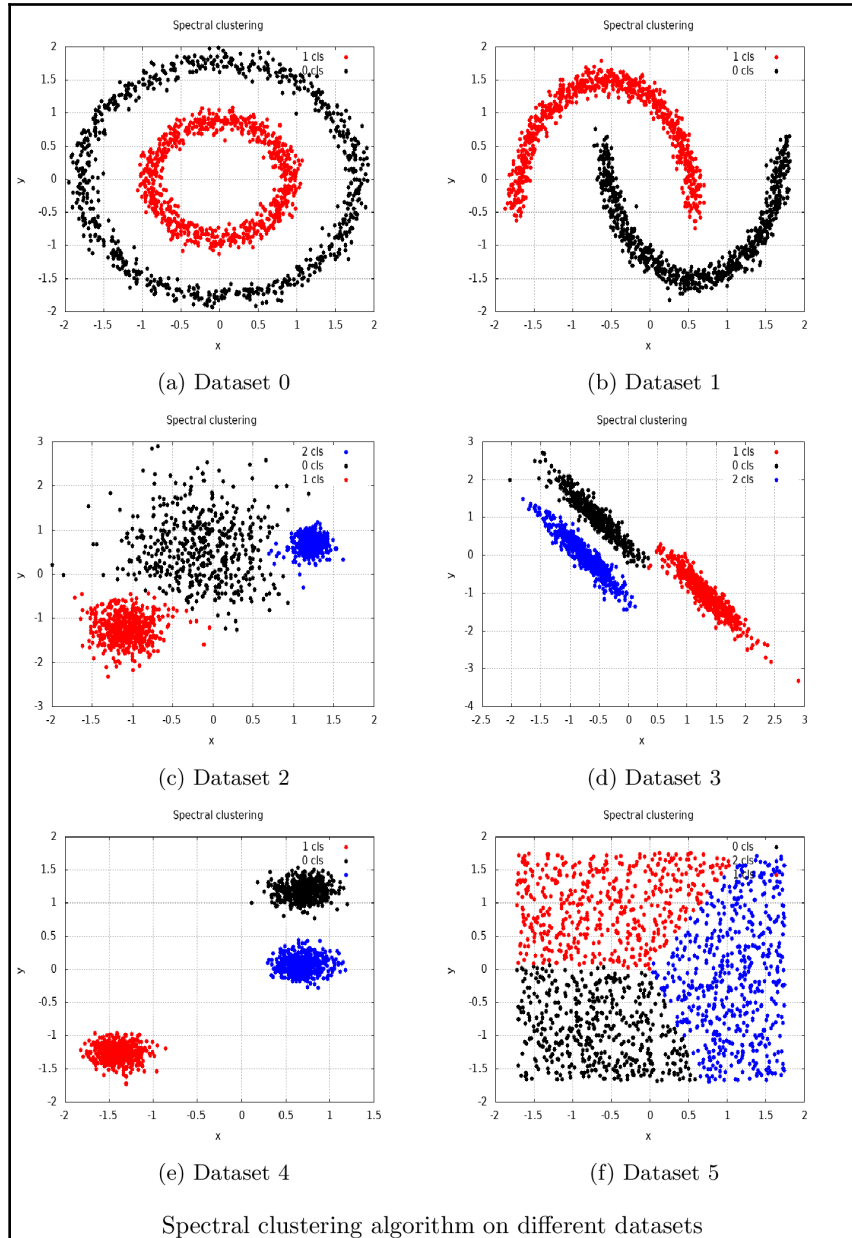 Spectral clustering
1 cls
0 cls
2
1.5
1
0.5
0
-0.5
-1
-1.5
-2
y
-2 -1.5 -1 -0.5 0 0.5 1 1.5 2
x
(a) Dataset 0
Spectral clustering
1 cls
0 cls
2
1.5
1
0.5
0
-0.5
-1
-1.5
-2
y
-2 -1.5 -1 -0.5 0 0.5 1 1.5 2
x
(b) Dataset 1
Spectral clustering
2 cls
0 cls
1 cls
3
2
1
0
-1
-2
-3
y
-2 -1.5 -1 -0.5 0 0.5 1 1.5 2
x
(c) Dataset 2
Spectral clustering
1 cls
0 cls
2 cls
3
2
1
0
-1
-2
-3
-4
y
-2.5 -2 -1.5 -1 -0.5 0 0.5 1 1.5 2 2.5 3
x
(d) Dataset 3
Spectral clustering
1 cls
0 cls
2
1.5
1
0.5
0
-0.5
-1
-1.5
-2
y
-2 -1.5 -1 -0.5 0 0.5 1 1.5
x
(e) Dataset 4
Spectral clustering
0 cls
2 cls
2
1.5
1
0.5
0
-0.5
-1
-1.5
-2
y
-2 -1.5 -1 -0.5 0 0.5 1 1.5 2
x
(f) Dataset 5
Spectral clustering algorithm on different datasets